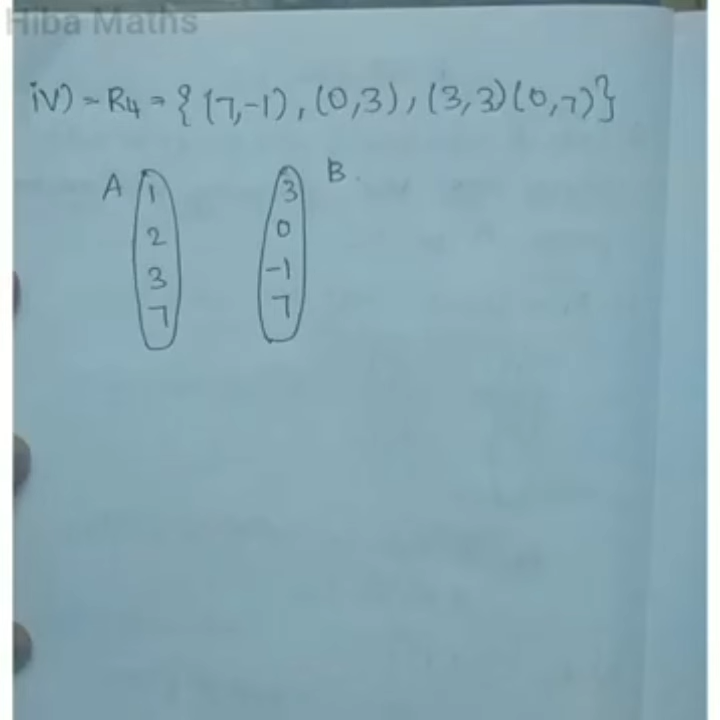 Hiba Maths
iv) - R4 = {(7,-1), (0,3), (3,3)(0,7)}
A 1 3 B.
2 0
3 -1
7 7